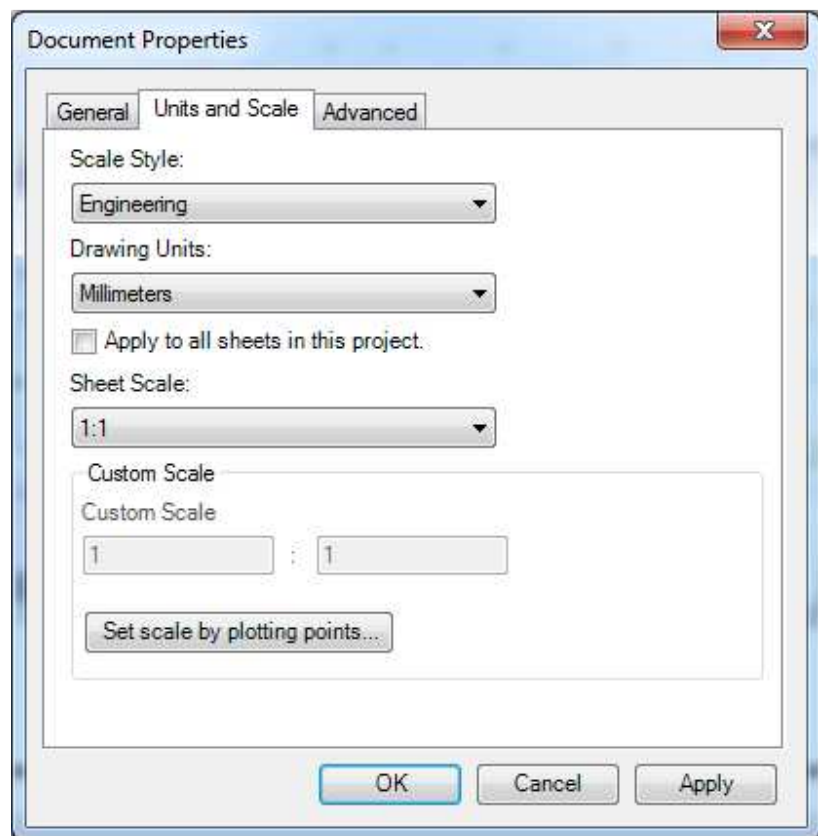 Document Properties
General Units and Scale Advanced
Scale Style:
Engineering
Drawing Units:
Millimeters
Apply to all sheets in this project.
Sheet Scale:
1:1
Custom Scale
Custom Scale
1 : 1
Set scale by plotting points...
OK Cancel Apply